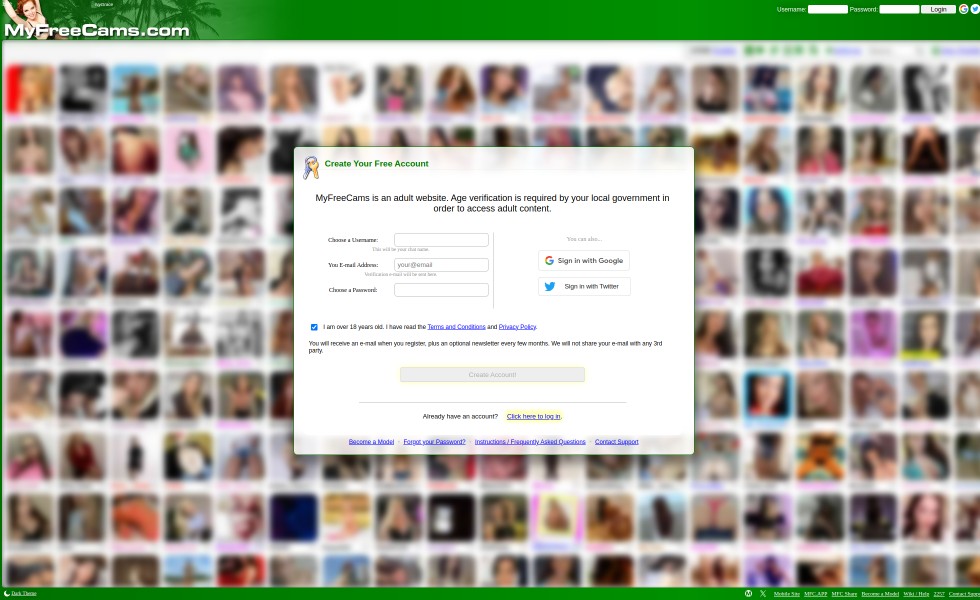 Username:
Password:
Login
MyFreeCams.com
Create Your Free Account
MyFreeCams is an adult website. Age verification is required by your local government in
order to access adult content.
Choose a Username:
This will be your chat name.
You E-mail Address:
your@email
Verification e-mail will be sent here.
Choose a Password:
You can also...
Sign in with Google
Sign in with Twitter
I am over 18 years old. I have read the Terms and Conditions and Privacy Policy.
You will receive an e-mail when you register, plus an optional newsletter every few months. We will not share your e-mail with any 3rd
party.
Create Account!
Already have an account? Click here to log in.
Become a Model - Forgot your Password? - Instructions / Frequently Asked Questions - Contact Support
Dark Theme
Mobile Site MFC APP MFC Share Become a Model Wiki / Help 2257 Contact